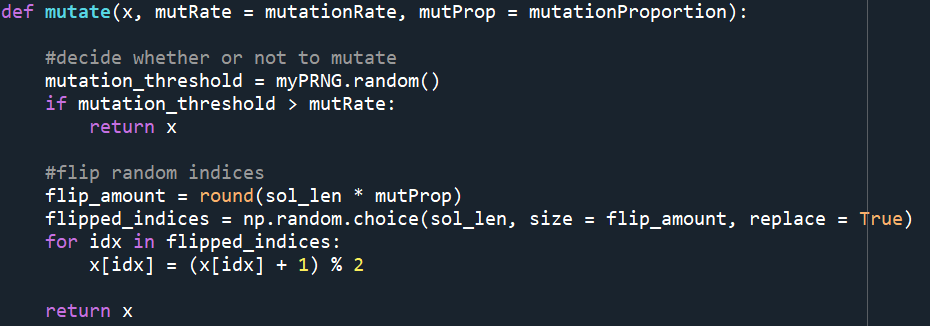 def mutate(x, mutRate = mutationRate, mutProp = mutationProportion):
#decide whether or not to mutate
mutation_threshold = myPRNG.random()
if mutation_threshold > mutRate:
return x
#flip random indices
flip_amount = round(sol_len * mutProp)
flipped_indices = np.random.choice(sol_len, size = flip_amount, replace = True)
for idx in flipped_indices:
x[idx] = (x[idx] + 1) % 2
return x